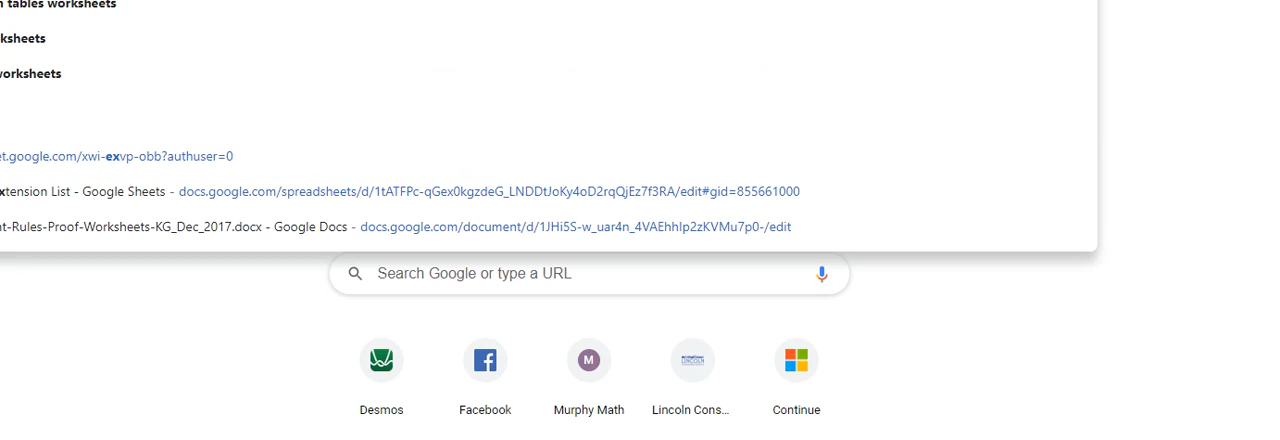 n tables worksheets
ksheets
worksheets
et.google.com/xwi-exvp-obb?authuser=0
xtension List - Google Sheets - docs.google.com/spreadsheets/d/1tATFPc-qGex0kgzdeG_LNDDtJoKy4oD2rqQjEz7f3RA/edit#gid=855661000
nt-Rules-Proof-Worksheets-KG_Dec_2017.docx - Google Docs - docs.google.com/document/d/1JHi5S-w_uar4n_4VAEhhIp2zKVMu7p0-/edit
Search Google or type a URL
M
LINCOLN
Desmos
Facebook
Murphy Math
Lincoln Cons...
Continue